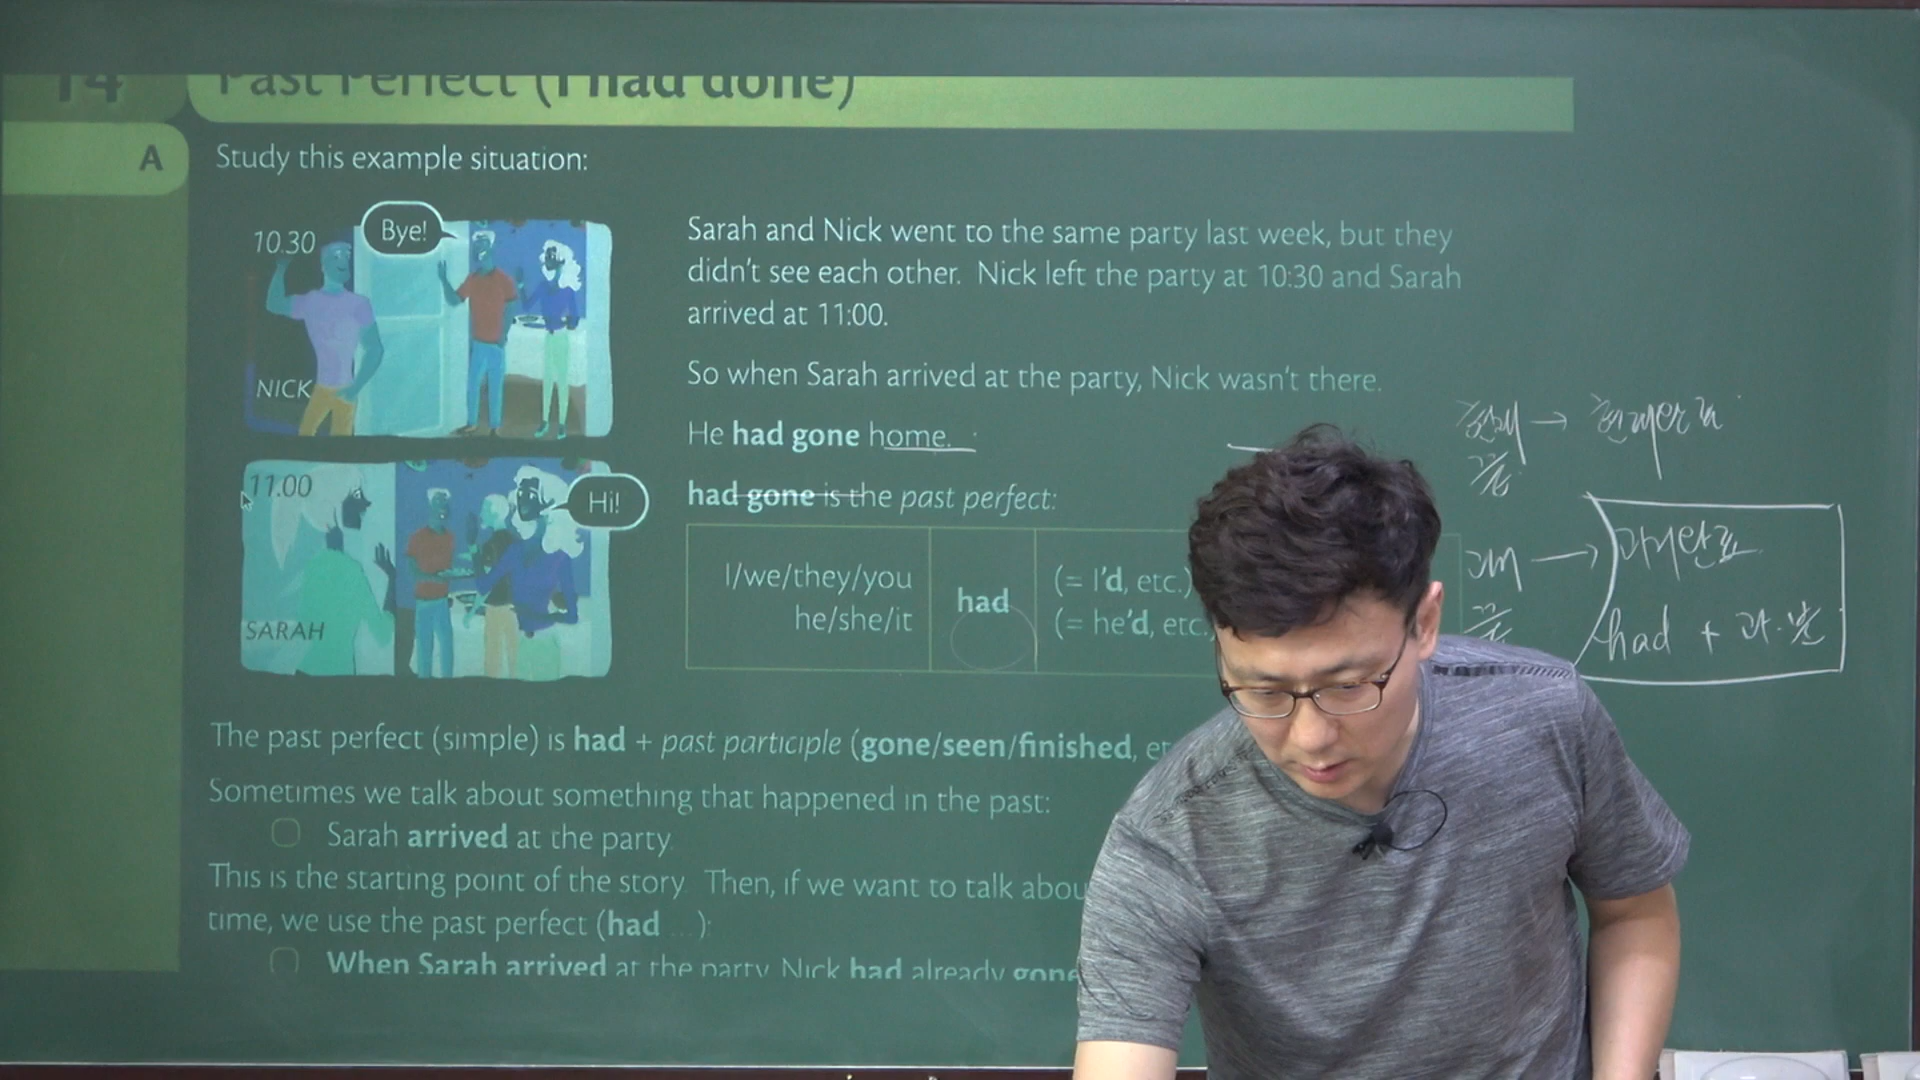 14
Past Perfect (I had done)
A
Study this example situation:
10.30
Bye!
NICK
11.00
Hi!
SARAH
Sarah and Nick went to the same party last week, but they
didn't see each other. Nick left the party at 10:30 and Sarah
arrived at 11:00.
So when Sarah arrived at the party, Nick wasn't there.
He had gone home.
had gone is the past perfect:
I/we/they/you
he/she/it
had
(= I'd, etc.)
(= he'd, etc.
The past perfect (simple) is had + past participle (gone/seen/finished, et
Sometimes we talk about something that happened in the past:
Sarah arrived at the party.
This is the starting point of the story. Then, if we want to talk abou
time, we use the past perfect (had ...):
When Sarah arrived at the party, Nick had already gone
→ 현재완료
→ 과거완료
had + 과.분